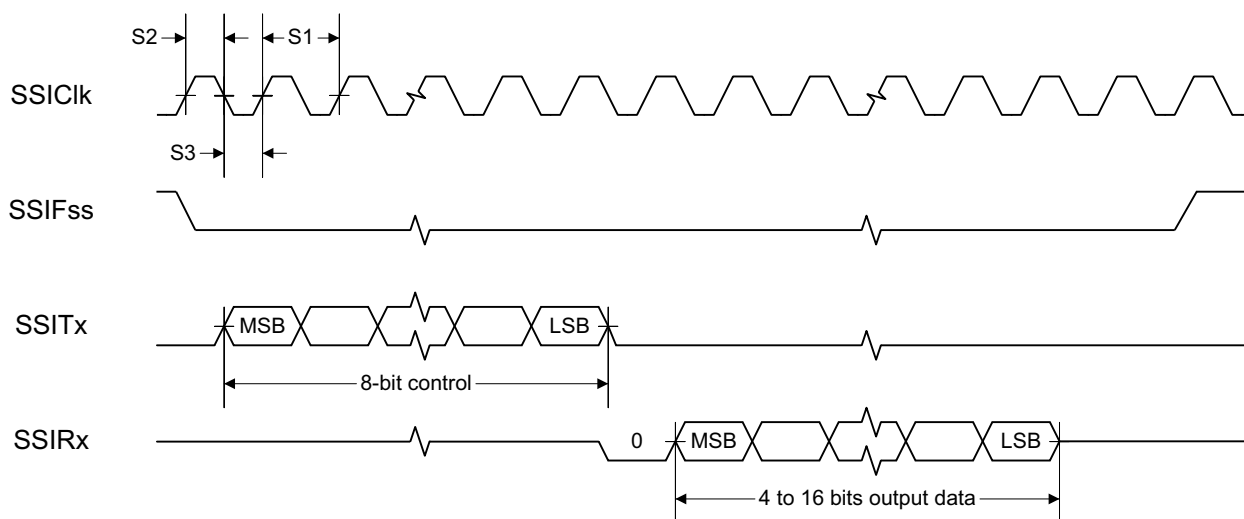 S2
S1
SSIClk
S3
SSIFss
SSITx
MSB
LSB
8-bit control
SSIRx
0
MSB
LSB
4 to 16 bits output data